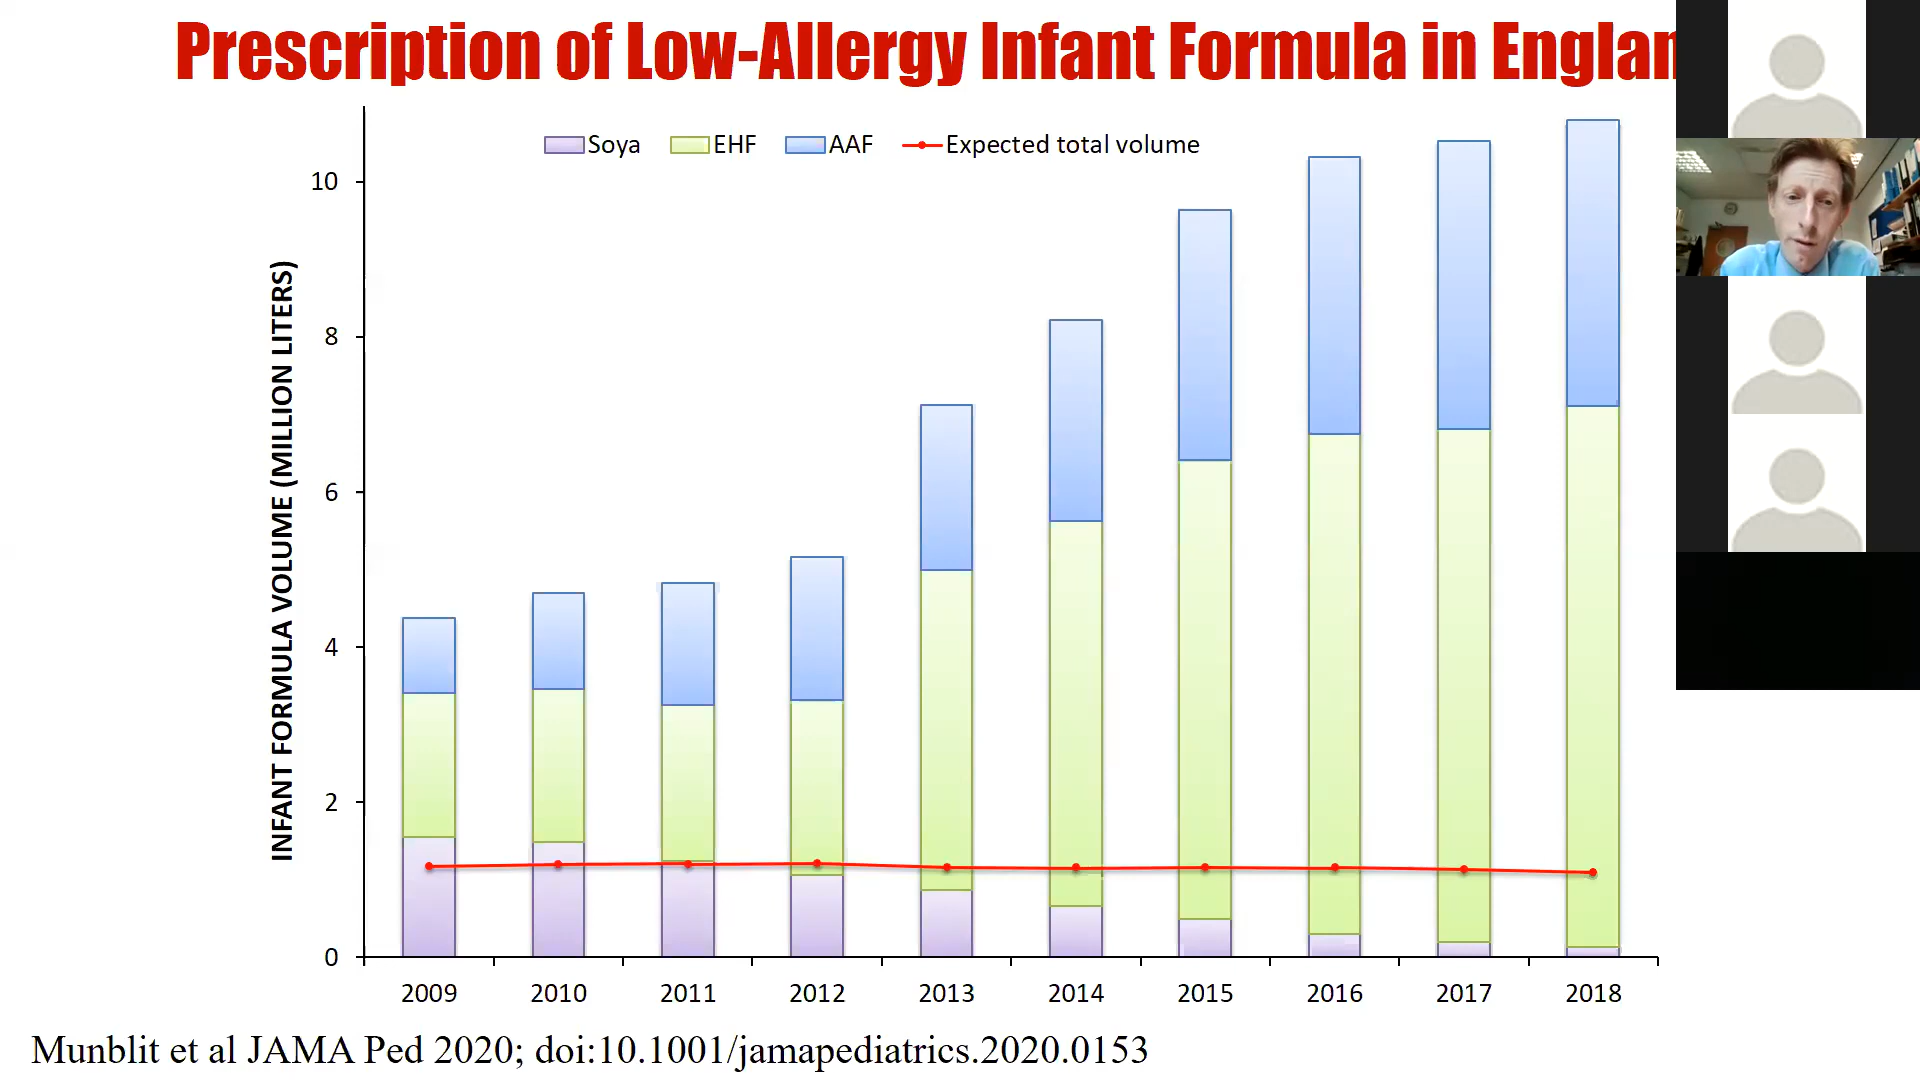 Prescription of Low-Allergy Infant Formula in Englan
Soya EHF AAF Expected total volume
INFANT FORMULA VOLUME (MILLION LITERS)
10
8
6
4
2
0
2009 2010 2011 2012 2013 2014 2015 2016 2017 2018
Munblit et al JAMA Ped 2020; doi:10.1001/jamapediatrics.2020.0153